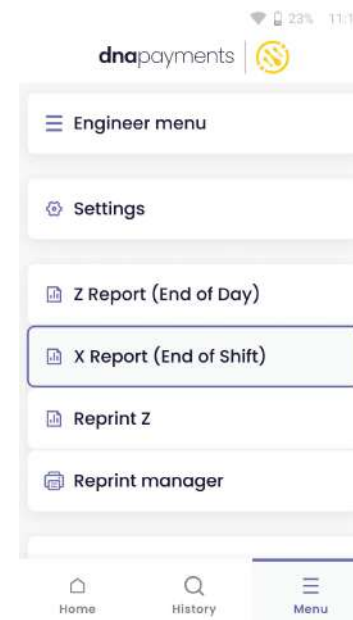 23% 11:1
dnapayments
Engineer menu
Settings
Z Report (End of Day)
X Report (End of Shift)
Reprint Z
Reprint manager
Home History Menu